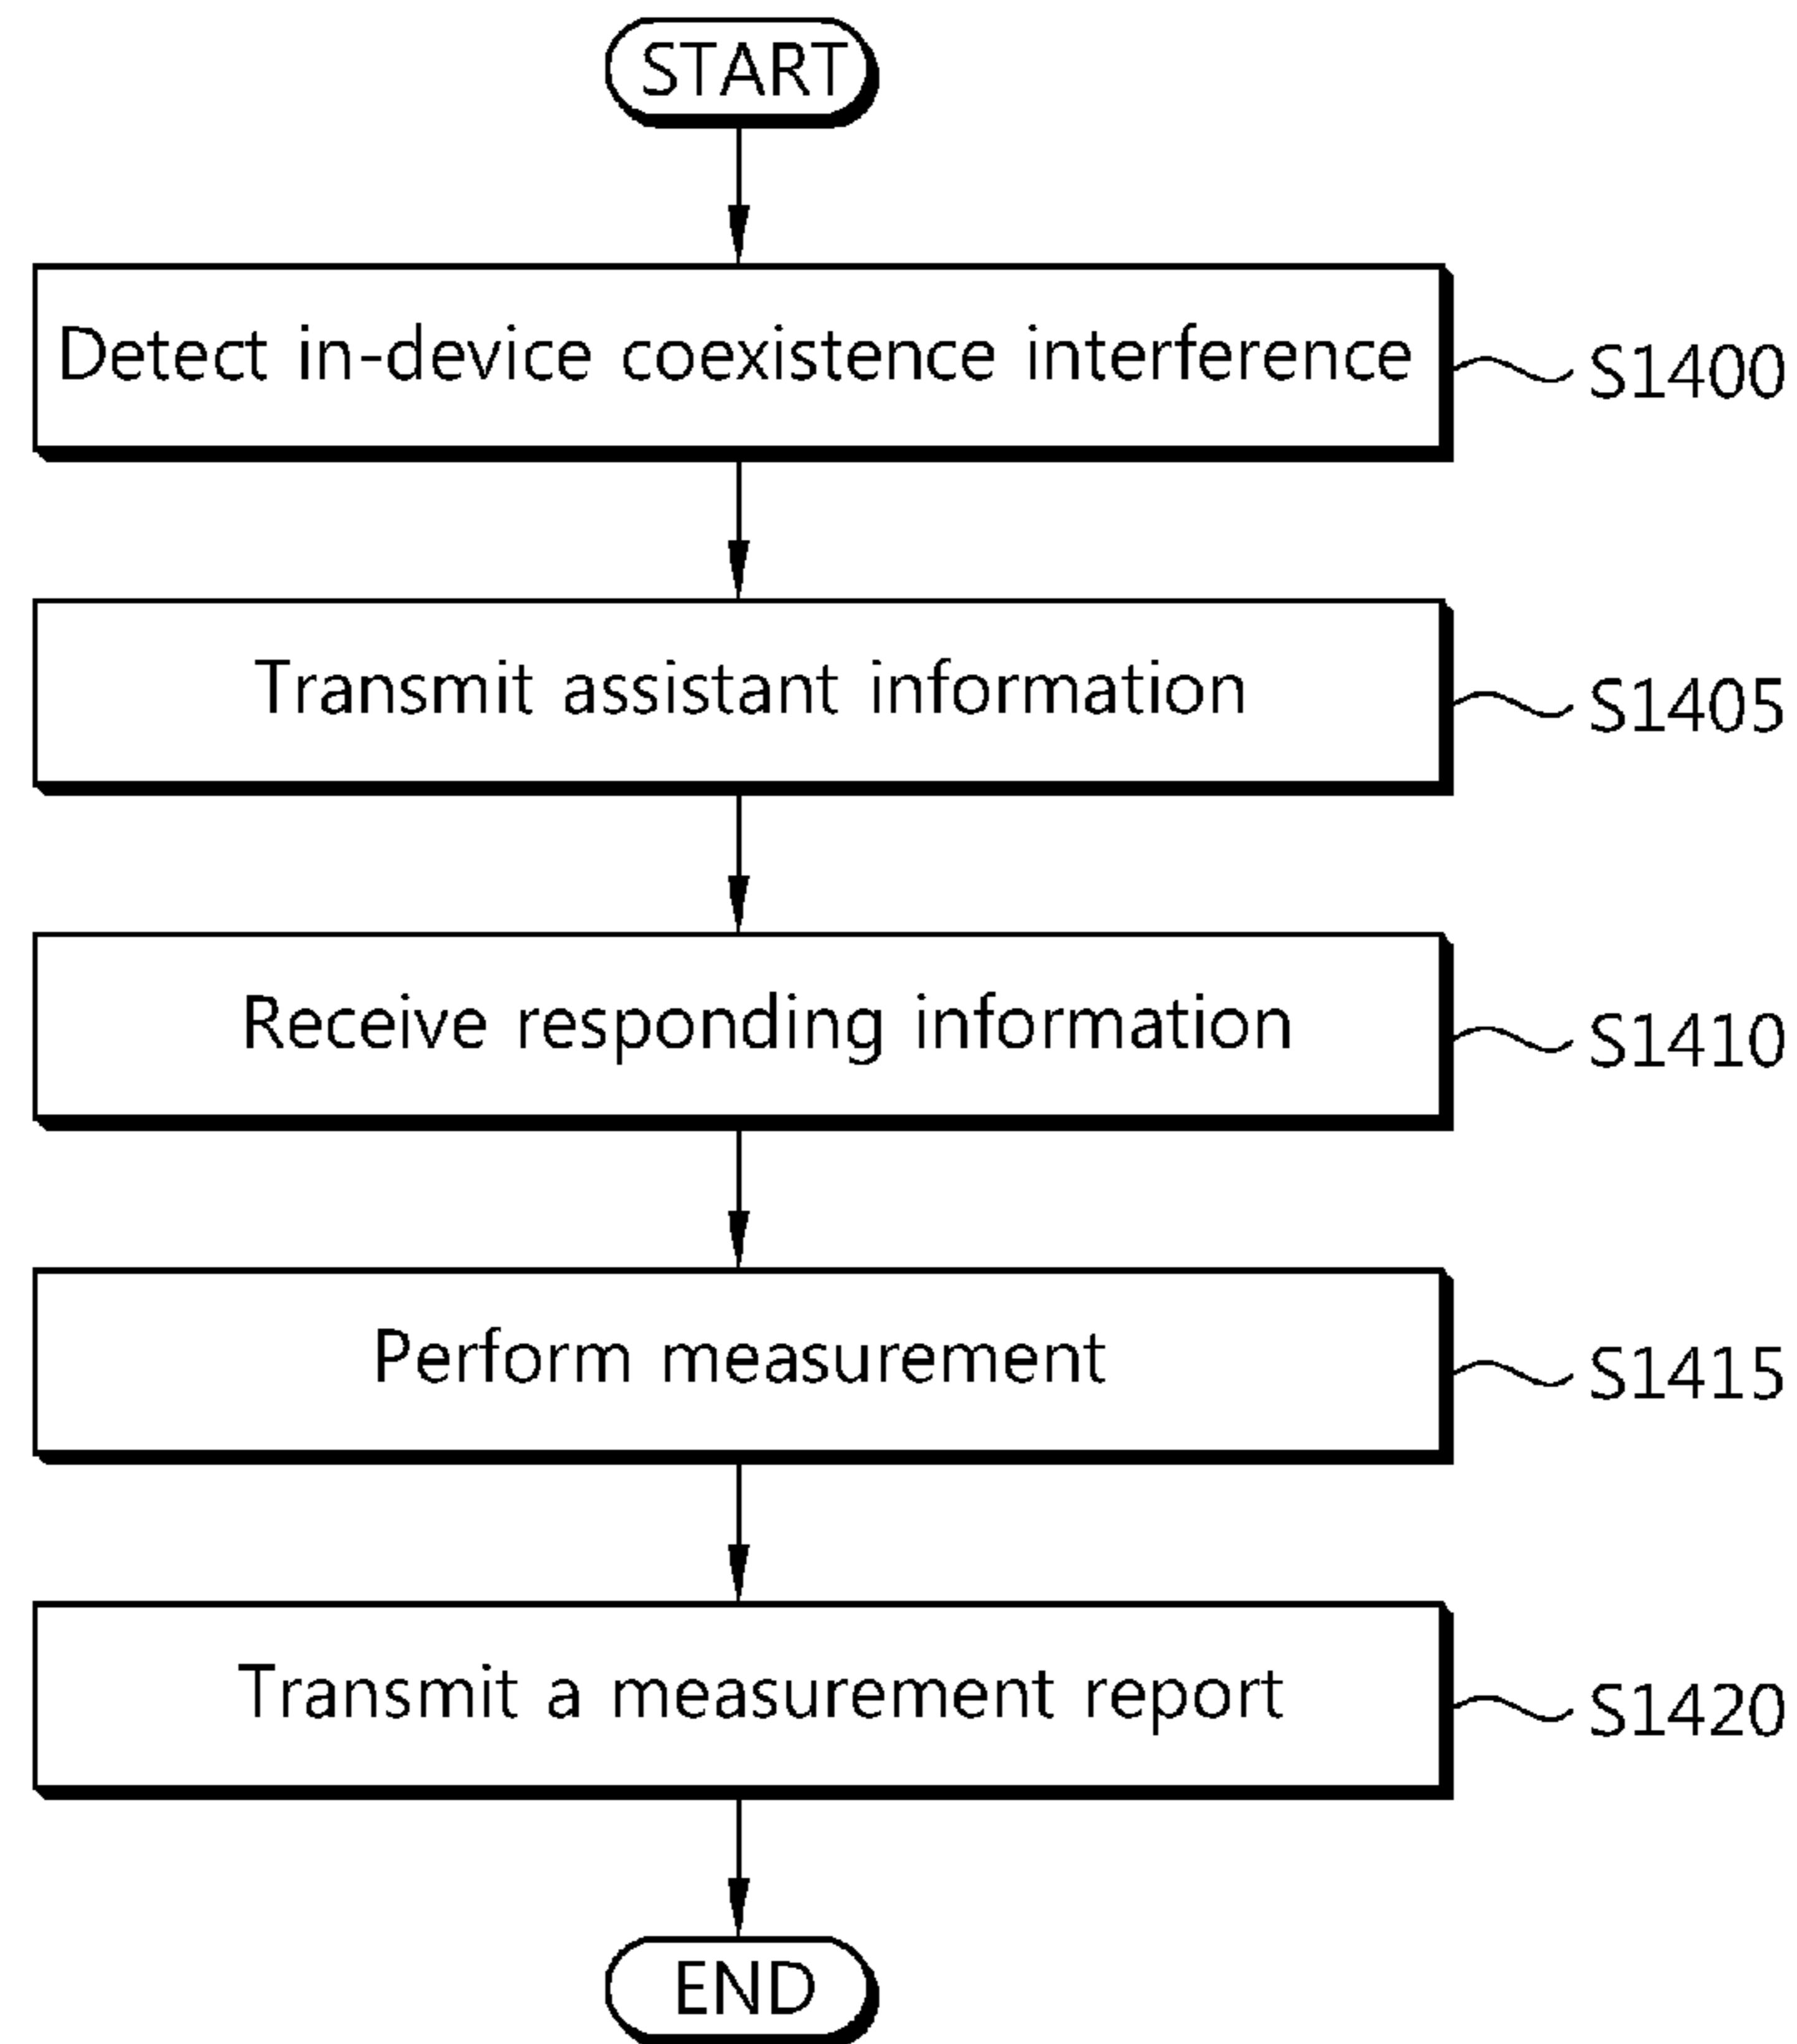 START
Detect in-device coexistence interference
S1400
Transmit assistant information
S1405
Receive responding information
S1410
Perform measurement
S1415
Transmit a measurement report
S1420
END